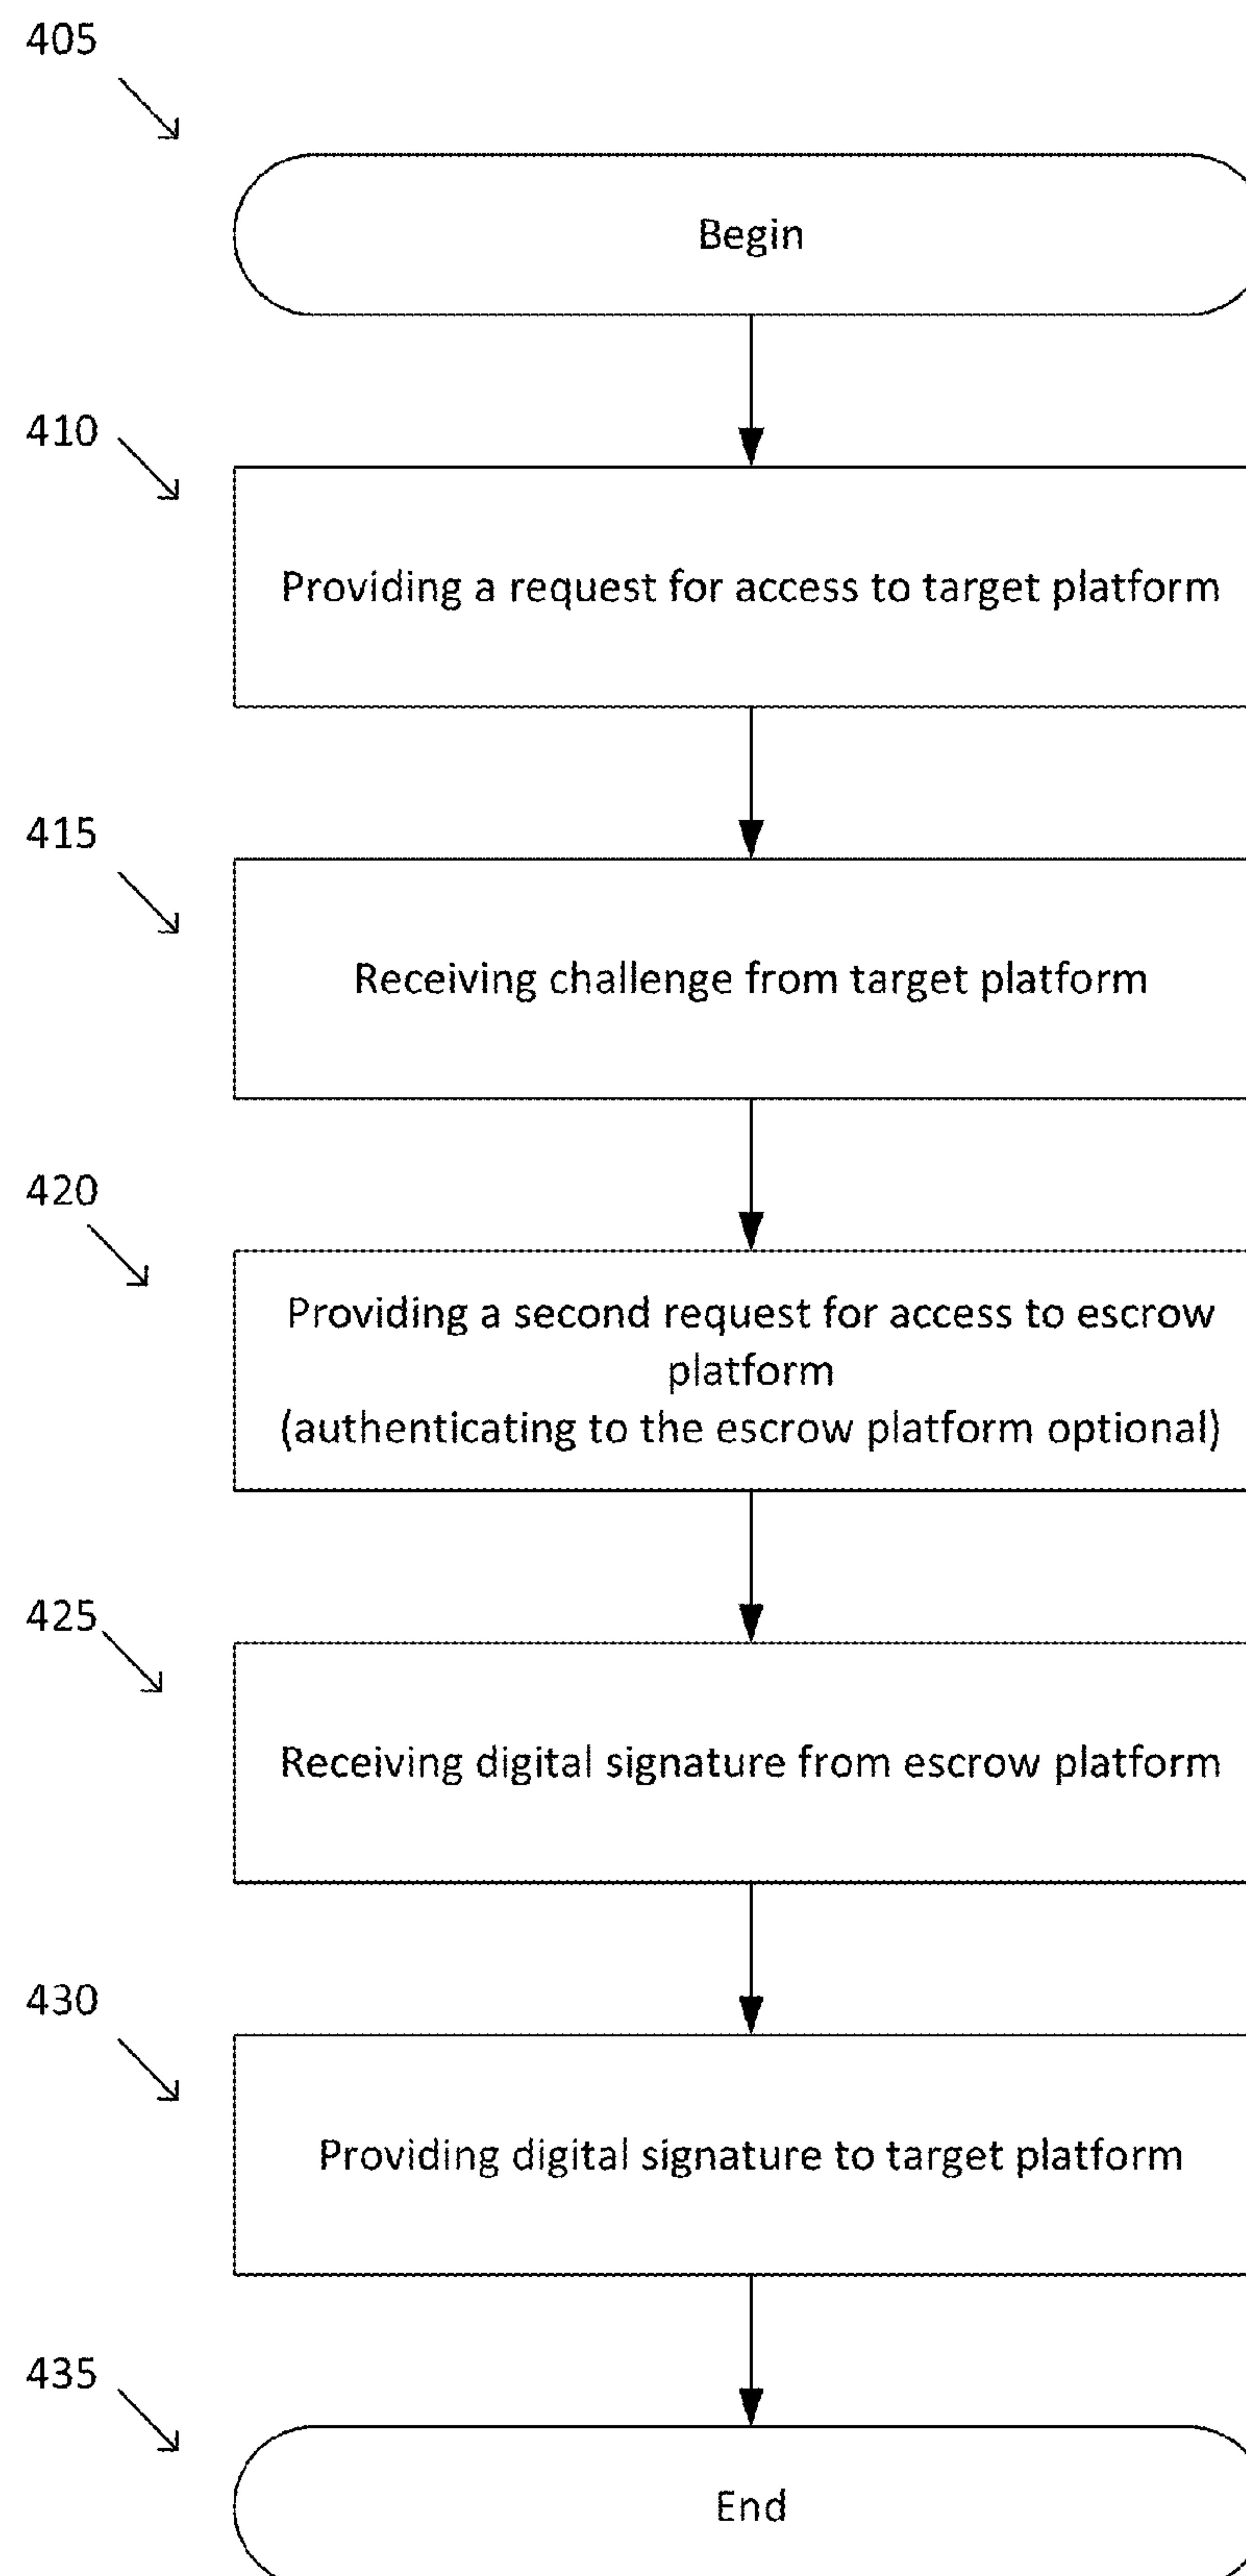 405
Begin
410
Providing a request for access to target platform
415
Receiving challenge from target platform
420
Providing a second request for access to escrow
platform
(authenticating to the escrow platform optional)
425
Receiving digital signature from escrow platform
430
Providing digital signature to target platform
435
End